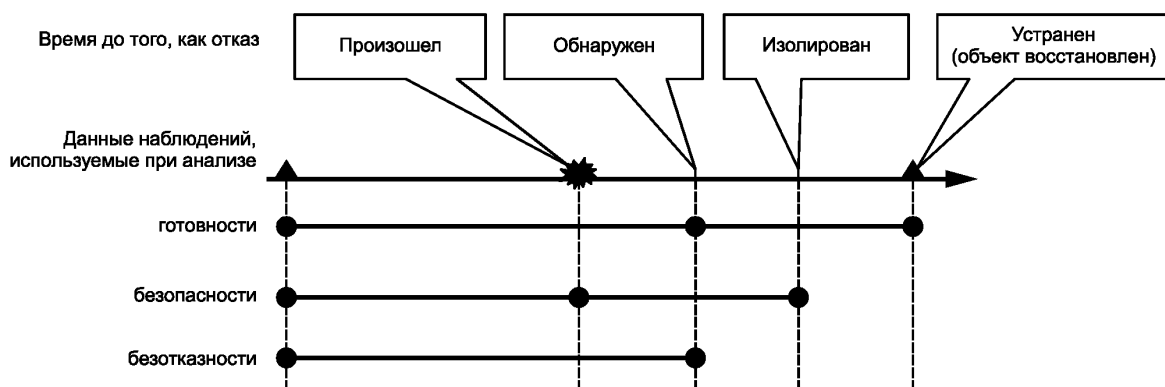 Время до того, как отказ
Произошел
Обнаружен
Изолирован
Устранен
(объект восстановлен)
Данные наблюдений,
используемые при анализе
готовности
безопасности
безотказности